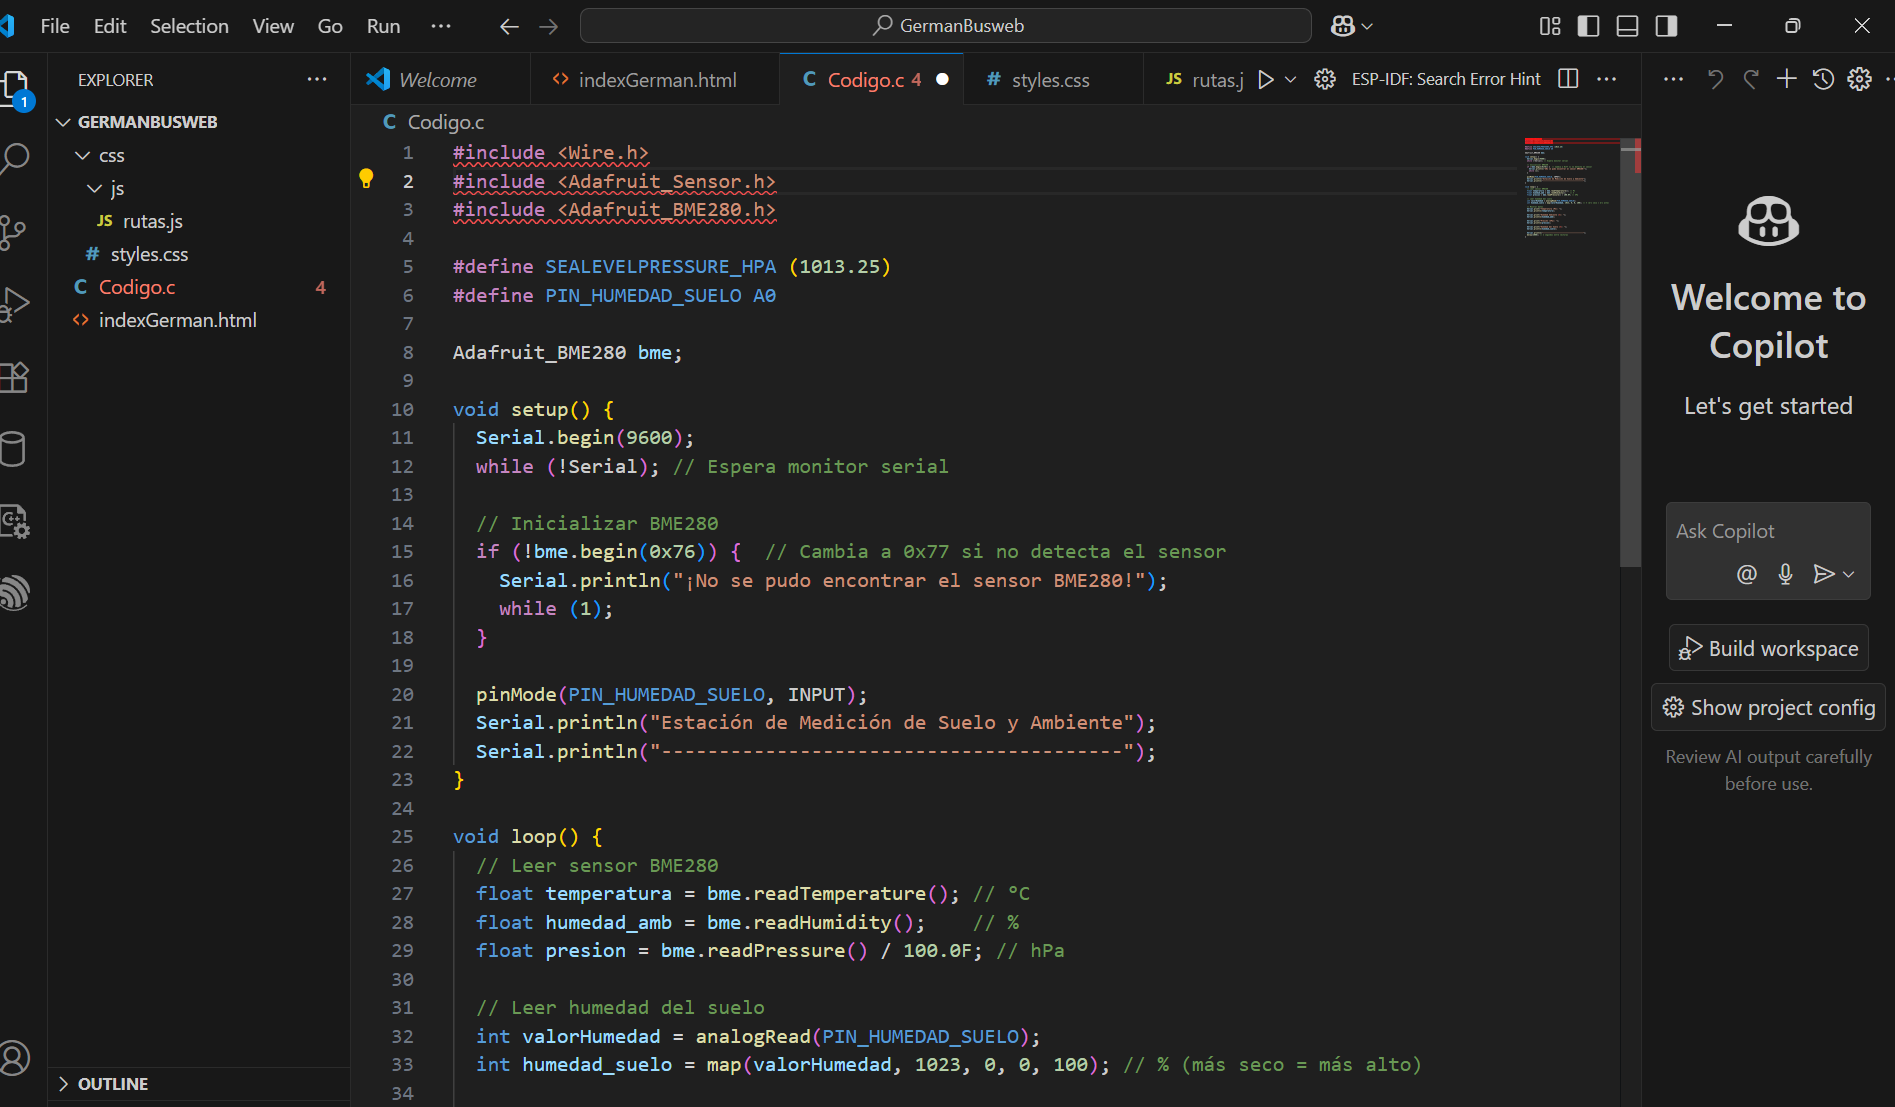 File Edit Selection View Go Run ··· GermanBusweb
EXPLORER ···
1
GERMANBUSWEB
css
js
JS rutas.js
# styles.css
C Codigo.c 4
<> indexGerman.html
OUTLINE
Welcome <> indexGerman.html C Codigo.c 4 # styles.css JS rutas.j ESP-IDF: Search Error Hint ···
C Codigo.c
1 #include <Wire.h>
2 #include <Adafruit_Sensor.h>
3 #include <Adafruit_BME280.h>
4
5 #define SEALEVELPRESSURE_HPA (1013.25)
6 #define PIN_HUMEDAD_SUELO A0
7
8 Adafruit_BME280 bme;
9
10 void setup() {
11 Serial.begin(9600);
12 while (!Serial); // Espera monitor serial
13
14 // Inicializar BME280
15 if (!bme.begin(0x76)) { // Cambia a 0x77 si no detecta el sensor
16 Serial.println("¡No se pudo encontrar el sensor BME280!");
17 while (1);
18 }
19
20 pinMode(PIN_HUMEDAD_SUELO, INPUT);
21 Serial.println("Estación de Medición de Suelo y Ambiente");
22 Serial.println("----------------------------------------");
23 }
24
25 void loop() {
26 // Leer sensor BME280
27 float temperatura = bme.readTemperature(); // °C
28 float humedad_amb = bme.readHumidity(); // %
29 float presion = bme.readPressure() / 100.0F; // hPa
30
31 // Leer humedad del suelo
32 int valorHumedad = analogRead(PIN_HUMEDAD_SUELO);
33 int humedad_suelo = map(valorHumedad, 1023, 0, 0, 100); // % (más seco = más alto)
34
Welcome to
Copilot
Let's get started
Ask Copilot
@
Build workspace
Show project config
Review AI output carefully
before use.